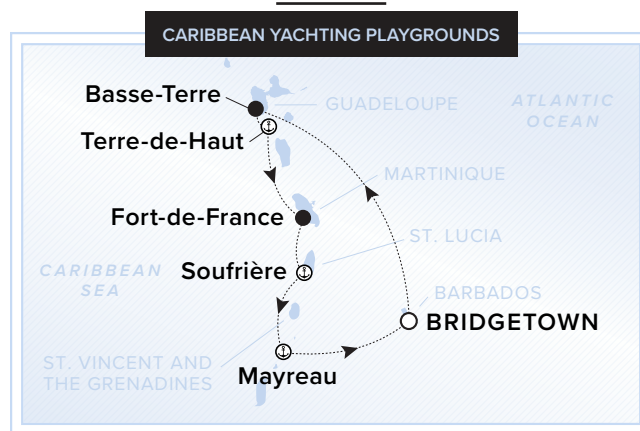 CARIBBEAN YACHTING PLAYGROUNDS
Basse-Terre
GUADELOUPE
ATLANTIC
OCEAN
Terre-de-Haut
MARTINIQUE
Fort-de-France
ST. LUCIA
CARIBBEAN
SEA
Soufrière
BARBADOS
BRIDGETOWN
ST. VINCENT AND
THE GRENADINES
Mayreau